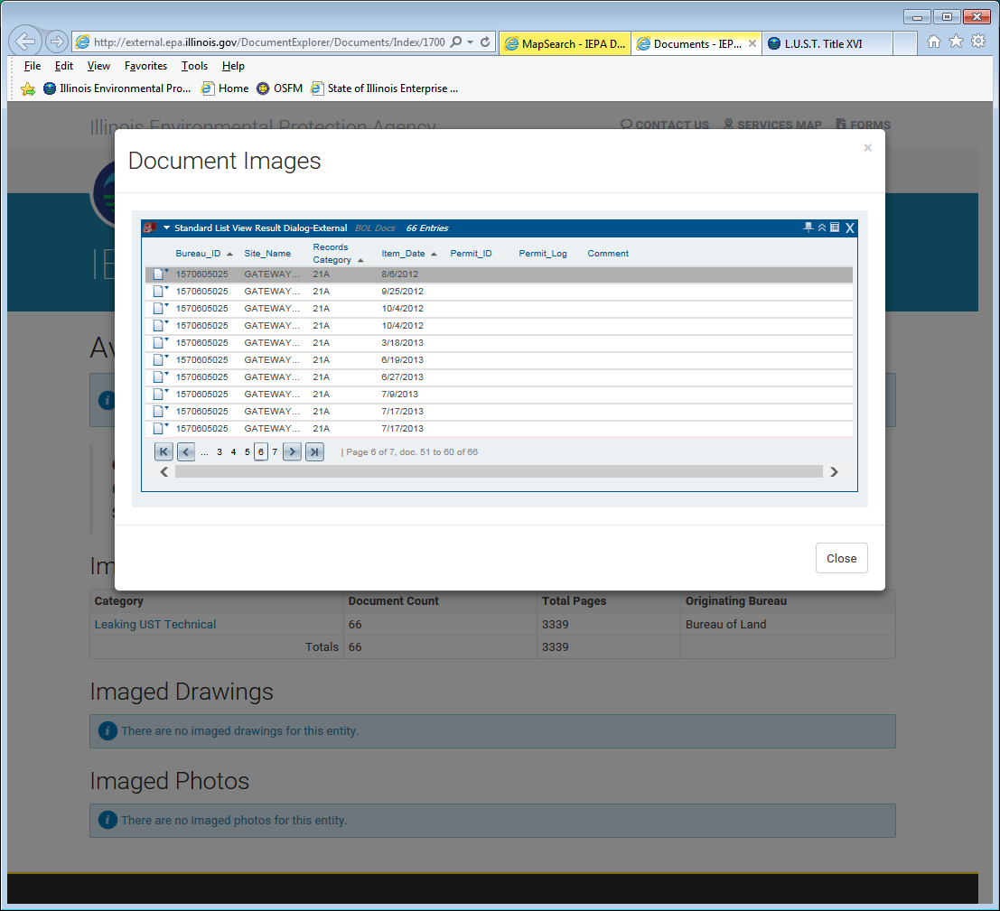 http://external.epa.illinois.gov/DocumentExplorer/Documents/Index/1700
MapSearch - IEPA D...
Documents - IEP...
L.U.S.T. Title XVI
File Edit View Favorites Tools Help
Illinois Environmental Pro... Home OSFM State of Illinois Enterprise ...
Illinois Environmental Protection Agency
CONTACT US SERVICES MAP FORMS
Document Images
×
Standard List View Result Dialog-External BOL Docs 66 Entries X
Bureau_ID Site_Name Records Category Item_Date Permit_ID Permit_Log Comment
1570605025 GATEWAY... 21A 8/6/2012
1570605025 GATEWAY... 21A 9/25/2012
1570605025 GATEWAY... 21A 10/4/2012
1570605025 GATEWAY... 21A 10/4/2012
1570605025 GATEWAY... 21A 3/18/2013
1570605025 GATEWAY... 21A 6/19/2013
1570605025 GATEWAY... 21A 6/27/2013
1570605025 GATEWAY... 21A 7/9/2013
1570605025 GATEWAY... 21A 7/17/2013
1570605025 GATEWAY... 21A 7/17/2013
... 3 4 5 6 7 | Page 6 of 7, doc. 51 to 60 of 66
Close
Category Document Count Total Pages Originating Bureau
Leaking UST Technical 66 3339 Bureau of Land
Totals 66 3339
Imaged Drawings
There are no imaged drawings for this entity.
Imaged Photos
There are no imaged photos for this entity.